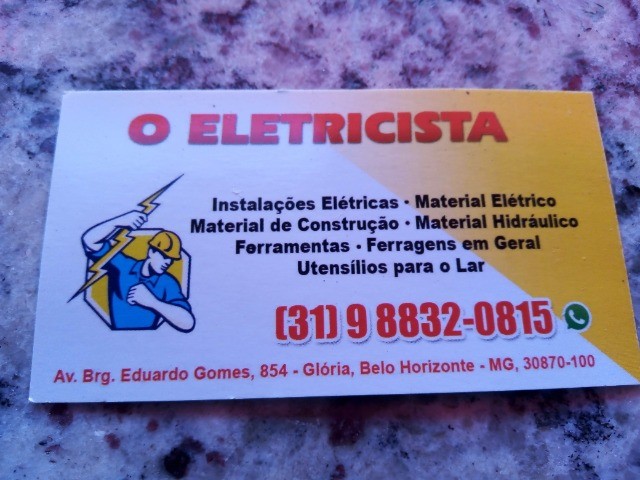 O ELETRICISTA
Instalações Elétricas • Material Elétrico
Material de Construção • Material Hidráulico
Ferramentas • Ferragens em Geral
Utensílios para o Lar
(31) 9 8832-0815
Av. Brg. Eduardo Gomes, 854 - Glória, Belo Horizonte - MG, 30870-100